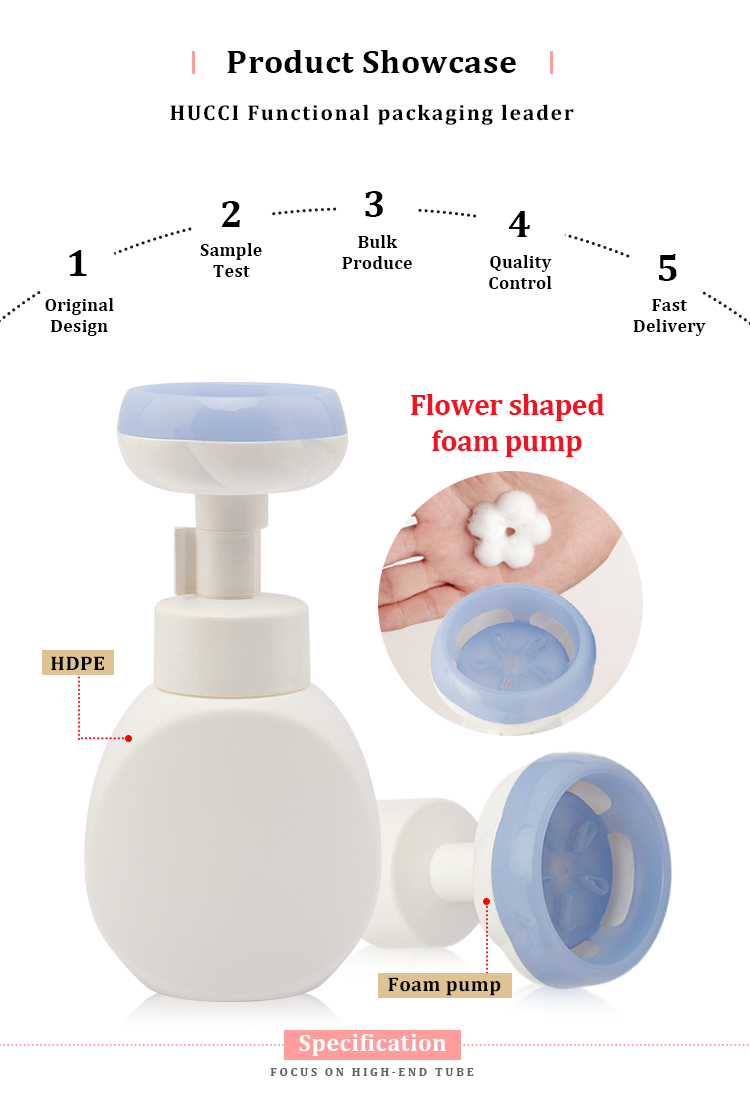 Product Showcase
HUCCI Functional packaging leader
1
Original
Design
2
Sample
Test
3
Bulk
Produce
4
Quality
Control
5
Fast
Delivery
Flower shaped
foam pump
HDPE
Foam pump
Specification
FOCUS ON HIGH-END TUBE